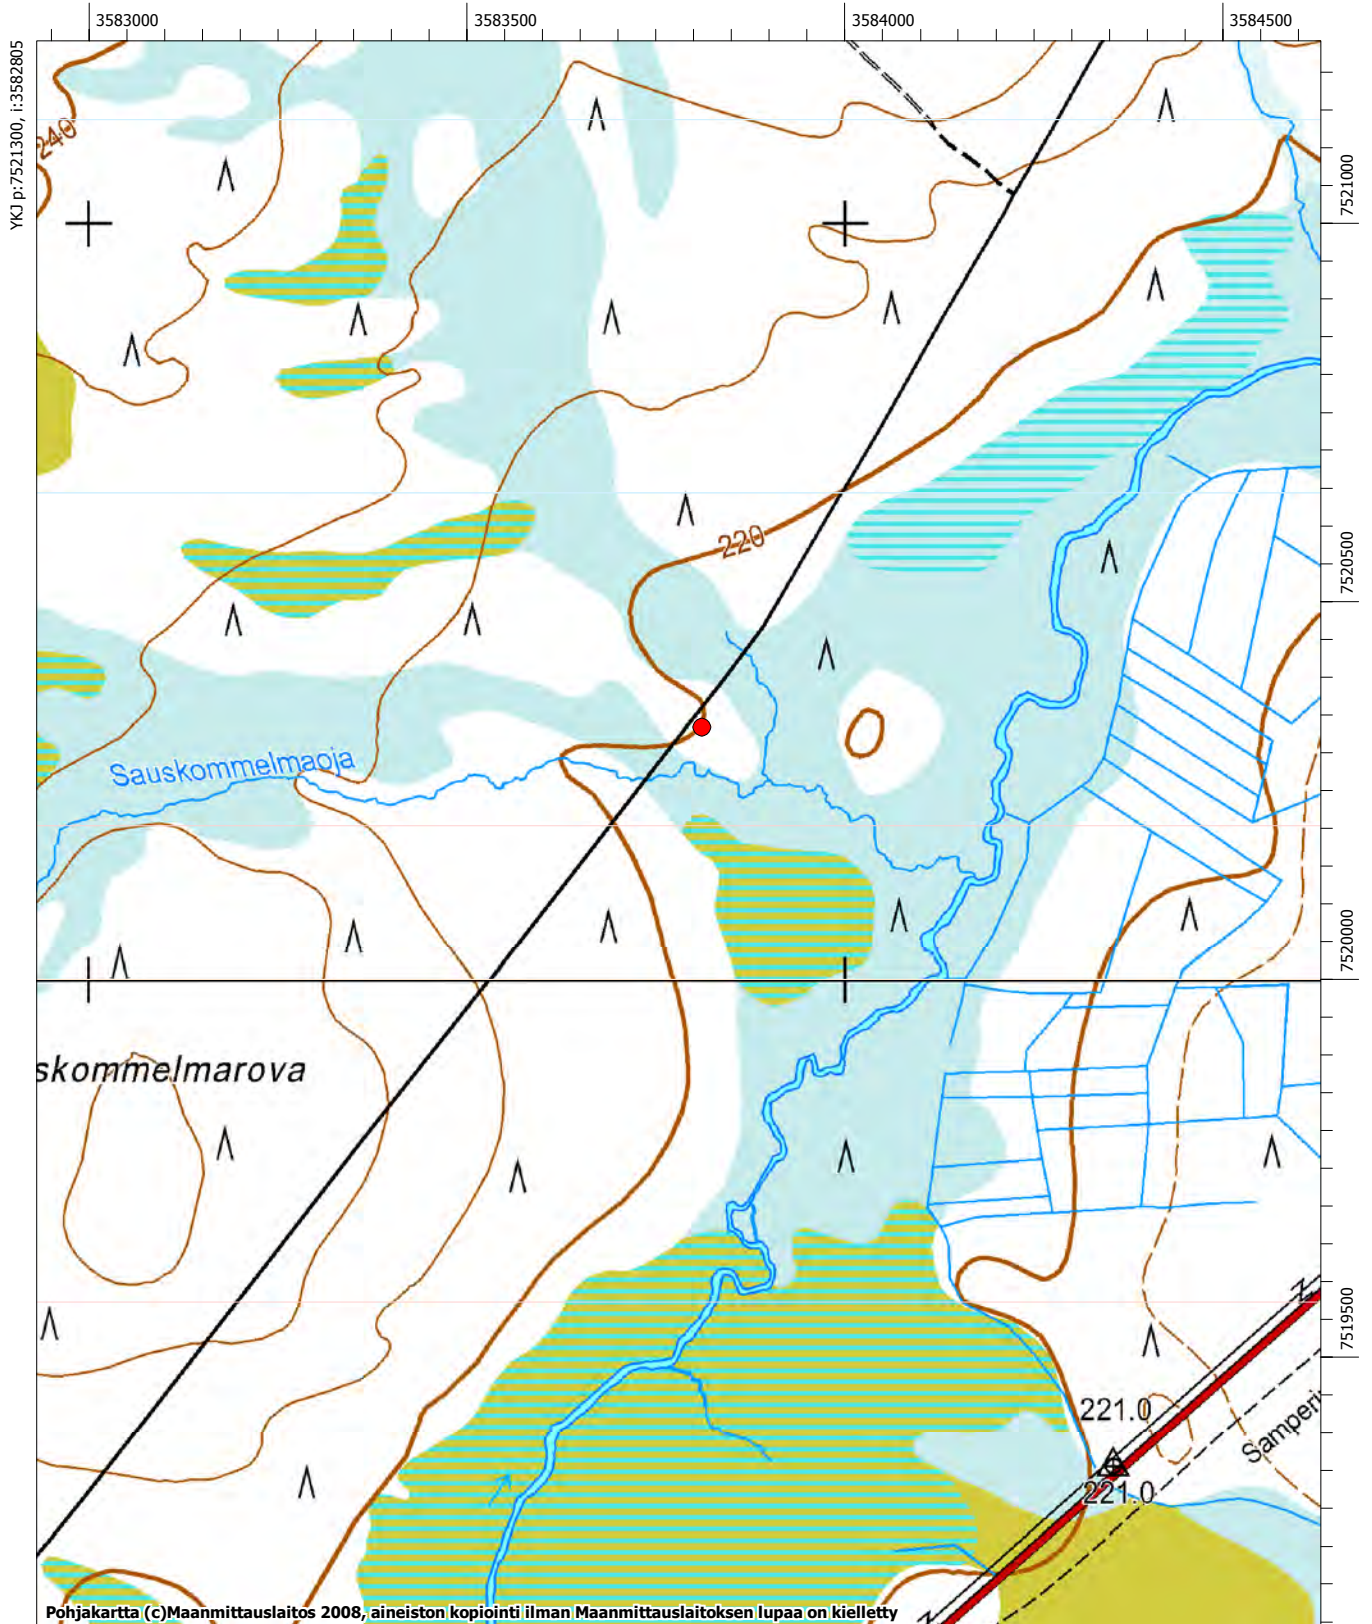 3583000
3583500
3584000
3584500
YKJ p:7521300, i:3582805
240
7521000
220
7520500
Sauskommelmaoja
7520000
skommelmarova
7519500
221.0
Samperi
221.0
Pohjakartta (c)Maanmittauslaitos 2008, aineiston kopiointi ilman Maanmittauslaitoksen lupaa on kielletty